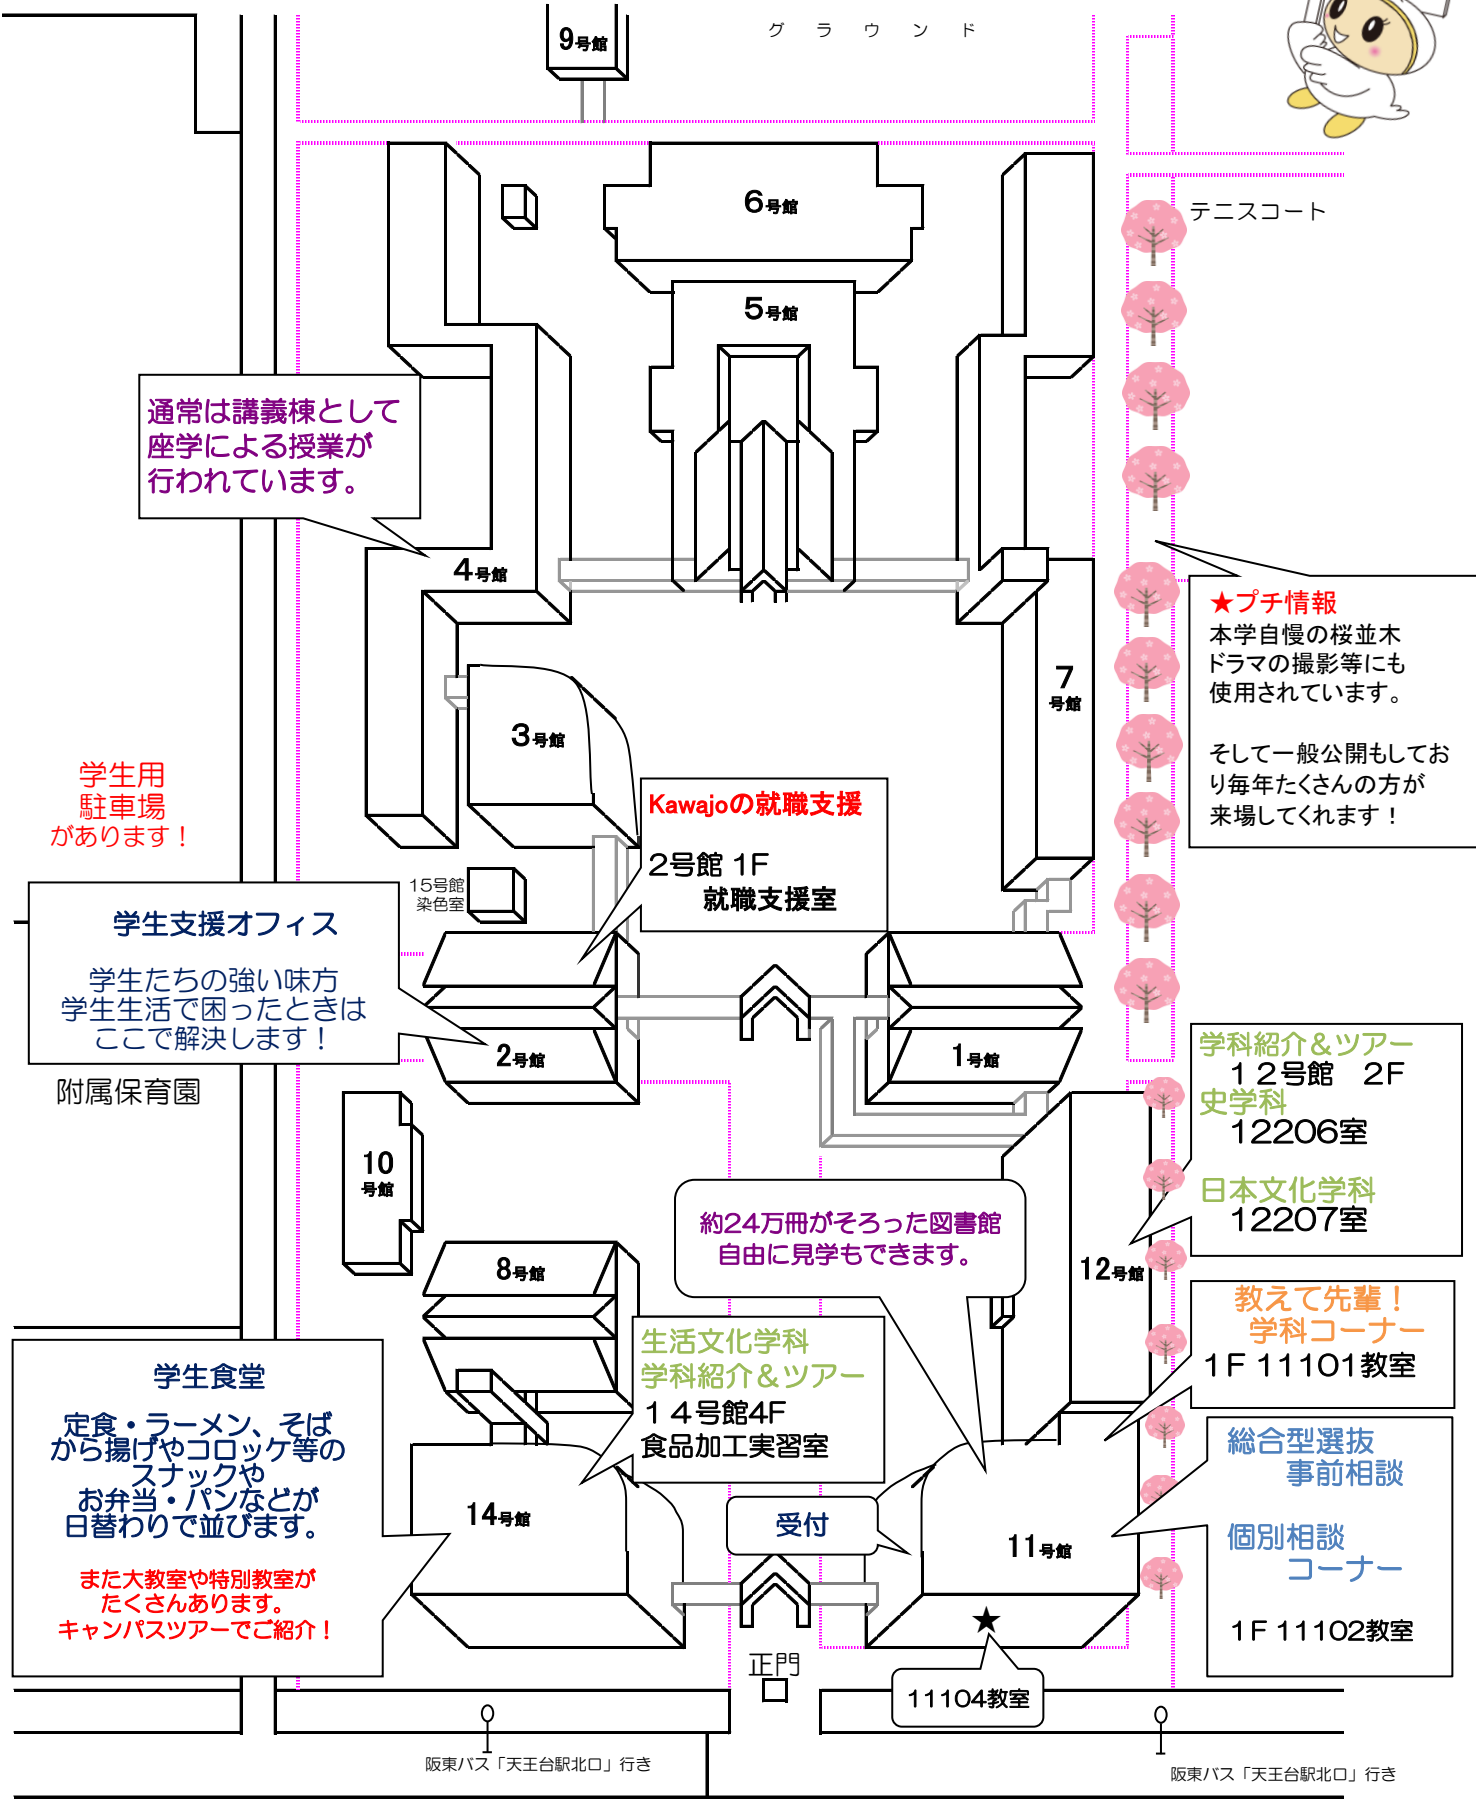 グラウンド
9号館
6号館
テニスコート
5号館
通常は講義棟として
座学による授業が
行われています。
4号館
★プチ情報
本学自慢の桜並木
ドラマの撮影等にも
使用されています。
そして一般公開もしてお
り毎年たくさんの方が
来場してくれます！
7
号館
3号館
学生用
駐車場
があります！
Kawajoの就職支援
2号館 1F
就職支援室
15号館
染色室
学生支援オフィス
学生たちの強い味方
学生生活で困ったときは
ここで解決します！
2号館
1号館
附属保育園
学科紹介＆ツアー
12号館　2F
史学科
12206室
日本文化学科
12207室
10
号館
約24万冊がそろった図書館
自由に見学もできます。
8号館
12号館
教えて先輩！
学科コーナー
1F 11101教室
生活文化学科
学科紹介＆ツアー
14号館4F
食品加工実習室
学生食堂
定食・ラーメン、そば
から揚げやコロッケ等の
スナックや
お弁当・パンなどが
日替わりで並びます。
また大教室や特別教室が
たくさんあります。
キャンパスツアーでご紹介！
総合型選抜
事前相談
個別相談
コーナー
1F 11102教室
14号館
受付
11号館
★
正門
11104教室
阪東バス「天王台駅北口」行き
阪東バス「天王台駅北口」行き